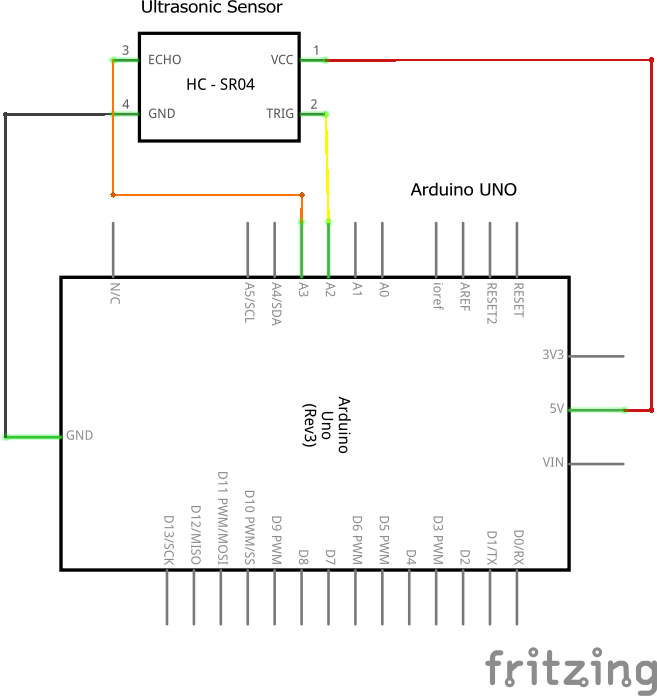 Ultrasonic Sensor
3 ECHO VCC 1
HC - SR04
4 GND TRIG 2
Arduino UNO
N/C A5/SCL A4/SDA A3 A2 A1 A0 ioref AREF RESET2 RESET
3V3
5V
GND
VIN
Arduino
Uno
(Rev3)
D13/SCK D12/MISO D11 PWM/MOSI D10 PWM/SS D9 PWM D8 D7 D6 PWM D5 PWM D4 D3 PWM D2 D1/TX D0/RX
fritzing